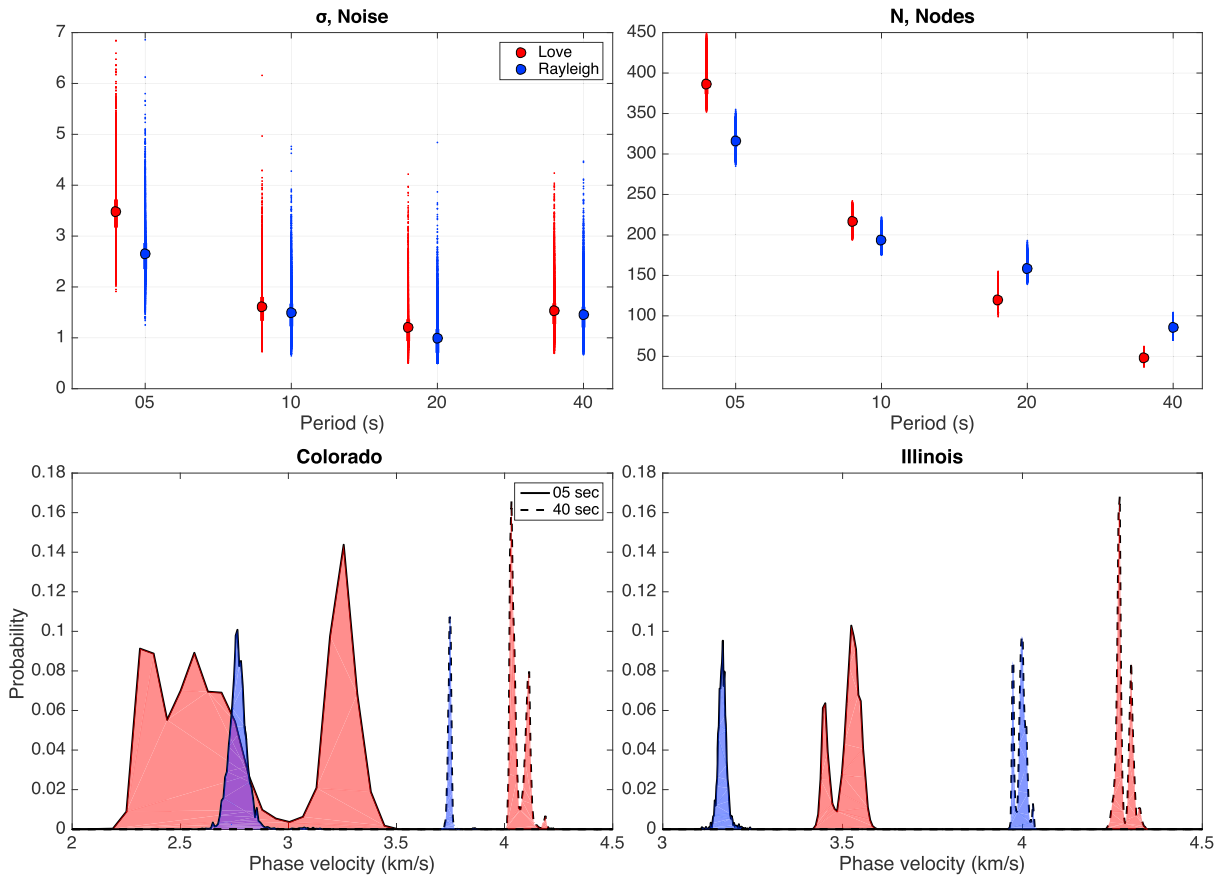 σ, Noise
7
6
5
4
3
2
1
0
Love
Rayleigh
05 10 20 40
Period (s)
N, Nodes
450
400
350
300
250
200
150
100
50
05 10 20 40
Period (s)
Colorado
Probability
0.18
0.16
0.14
0.12
0.1
0.08
0.06
0.04
0.02
0
05 sec
40 sec
2 2.5 3 3.5 4 4.5
Phase velocity (km/s)
Illinois
0.18
0.16
0.14
0.12
0.1
0.08
0.06
0.04
0.02
0
3 3.5 4 4.5
Phase velocity (km/s)